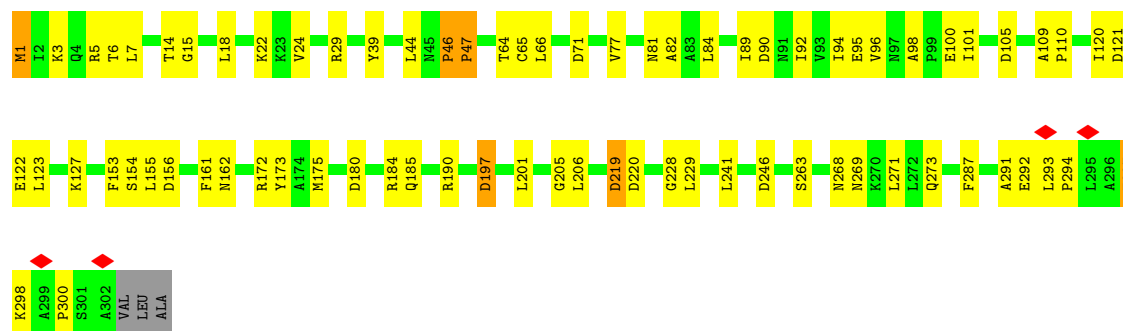 M1 I2 K3 Q4 R5 T6 L7 T14 G15 L18 K22 K23 V24 R29 Y39 L44 N45 P46 P47 T64 C65 L66 D71 V77 N81 A82 A83 L84 I89 D90 N91 I92 V93 I94 E95 V96 N97 A98 P99 E100 I101 D105 A109 P110 I120 D121
E122 L123 K127 F153 S154 L155 D156 F161 N162 R172 Y173 A174 M175 D180 R184 Q185 R190 D197 L201 G205 L206 D219 D220 G228 L229 L241 D246 S263 N268 N269 K270 L271 L272 Q273 F287 A291 E292 L293 P294 L295 A296
K298 A299 P300 S301 A302 VAL LEU ALA